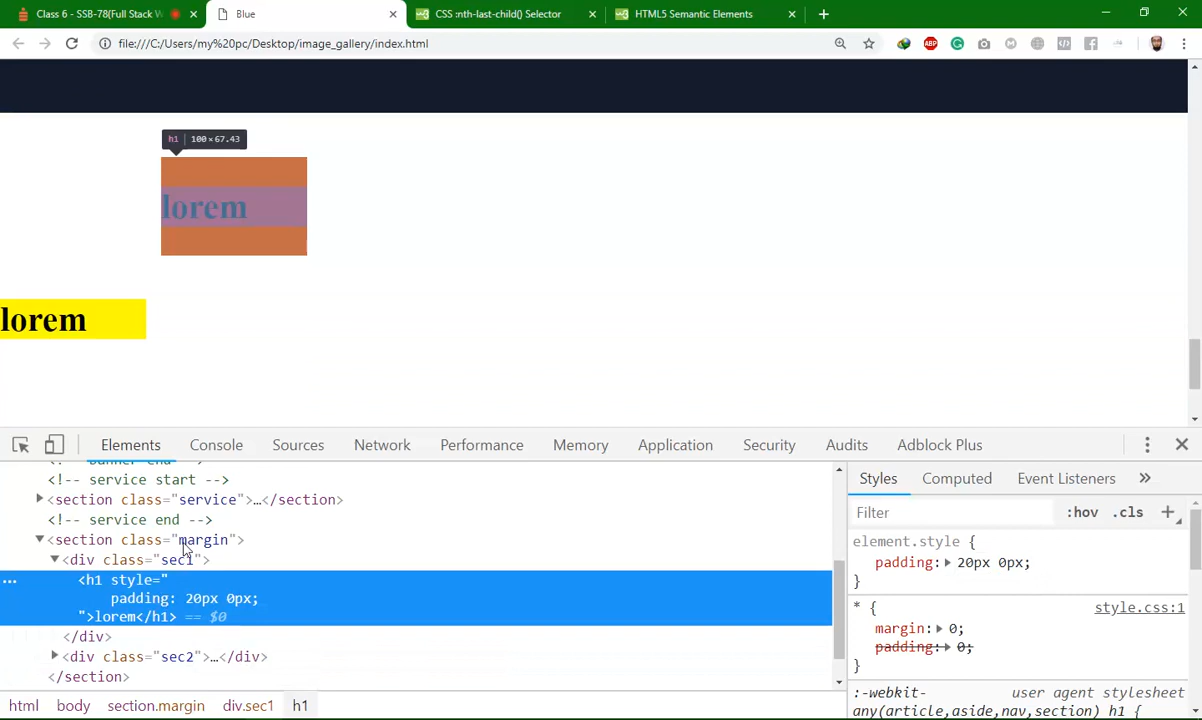 Class 6 - SSB-78(Full Stack W
Blue
CSS :nth-last-child() Selector
HTML5 Semantic Elements
file:///C:/Users/my%20pc/Desktop/image_gallery/index.html
ABP
h1 100×67.43
lorem
lorem
Elements Console Sources Network Performance Memory Application Security Audits Adblock Plus
<!-- banner end -->
<!-- service start -->
<section class="service">…</section>
<!-- service end -->
<section class="margin">
<div class="sec1">
<h1 style="
padding: 20px 0px;
">lorem</h1> == $0
</div>
<div class="sec2">…</div>
</section>
html body section.margin div.sec1 h1
Styles Computed Event Listeners »
Filter :hov .cls +
element.style {
padding: 20px 0px;
}
* { style.css:1
margin: 0;
padding: 0;
}
:-webkit- user agent stylesheet
any(article,aside,nav,section) h1 {